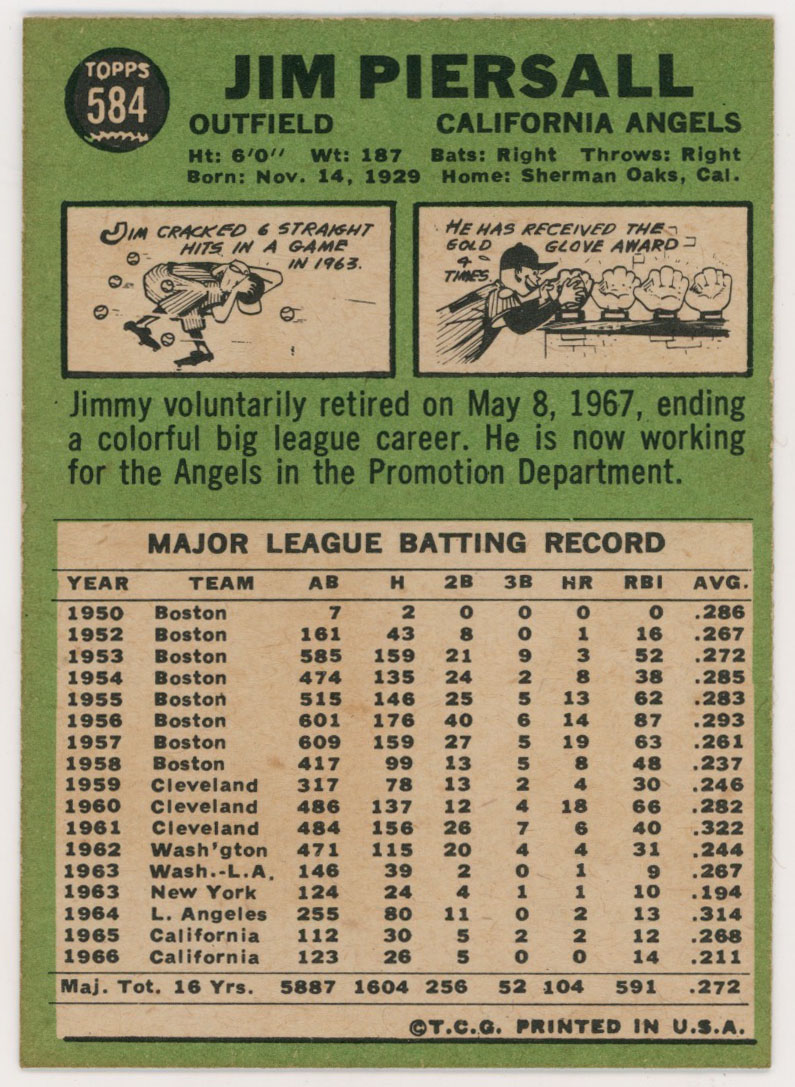 TOPPS
584
JIM PIERSALL
OUTFIELD CALIFORNIA ANGELS
Ht: 6'0" Wt: 187 Bats: Right Throws: Right
Born: Nov. 14, 1929 Home: Sherman Oaks, Cal.
JIM CRACKED 6 STRAIGHT
HITS IN A GAME
IN 1963.
HE HAS RECEIVED THE
GOLD GLOVE AWARD
4
TIMES
Jimmy voluntarily retired on May 8, 1967, ending
a colorful big league career. He is now working
for the Angels in the Promotion Department.
MAJOR LEAGUE BATTING RECORD
YEAR TEAM AB H 2B 3B HR RBI AVG.
1950 Boston 7 2 0 0 0 0 .286
1952 Boston 161 43 8 0 1 16 .267
1953 Boston 585 159 21 9 3 52 .272
1954 Boston 474 135 24 2 8 38 .285
1955 Boston 515 146 25 5 13 62 .283
1956 Boston 601 176 40 6 14 87 .293
1957 Boston 609 159 27 5 19 63 .261
1958 Boston 417 99 13 5 8 48 .237
1959 Cleveland 317 78 13 2 4 30 .246
1960 Cleveland 486 137 12 4 18 66 .282
1961 Cleveland 484 156 26 7 6 40 .322
1962 Wash'gton 471 115 20 4 4 31 .244
1963 Wash.-L.A. 146 39 2 0 1 9 .267
1963 New York 124 24 4 1 1 10 .194
1964 L. Angeles 255 80 11 0 2 13 .314
1965 California 112 30 5 2 2 12 .268
1966 California 123 26 5 0 0 14 .211
Maj. Tot. 16 Yrs. 5887 1604 256 52 104 591 .272
©T.C.G. PRINTED IN U.S.A.